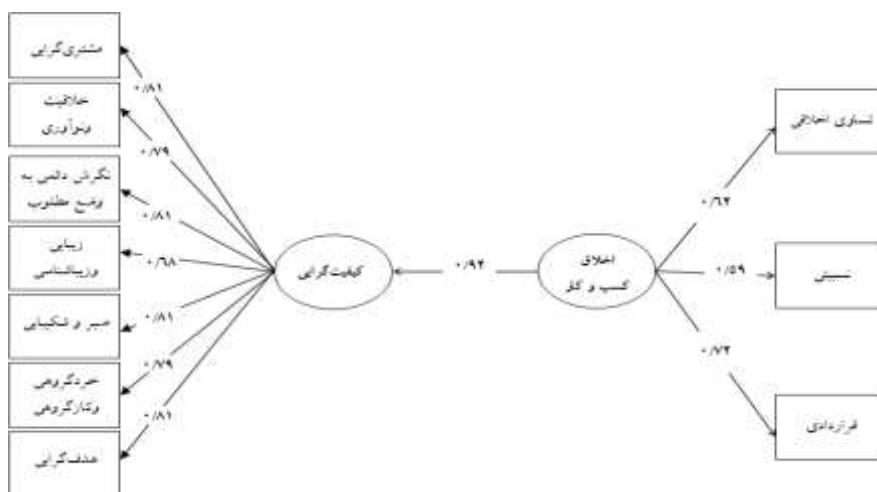 مشتری‌گرایی
خلاقیت
ونوآوری
نگرش دائمی به
وضع مطلوب
زیبایی
وزیباشناسی
صبر و شکیبایی
خردگروهی
وکارگروهی
هدف‌گرایی
۰/۸۱
۰/۷۹
۰/۸۱
۰/۶۸
۰/۸۱
۰/۷۹
۰/۸۱
کیفیت‌گرایی
۰/۹۲
اخلاق
کسب و کار
۰/۶۲
۰/۵۹
۰/۷۲
تساوی اخلاقی
نسبیتی
قراردادی